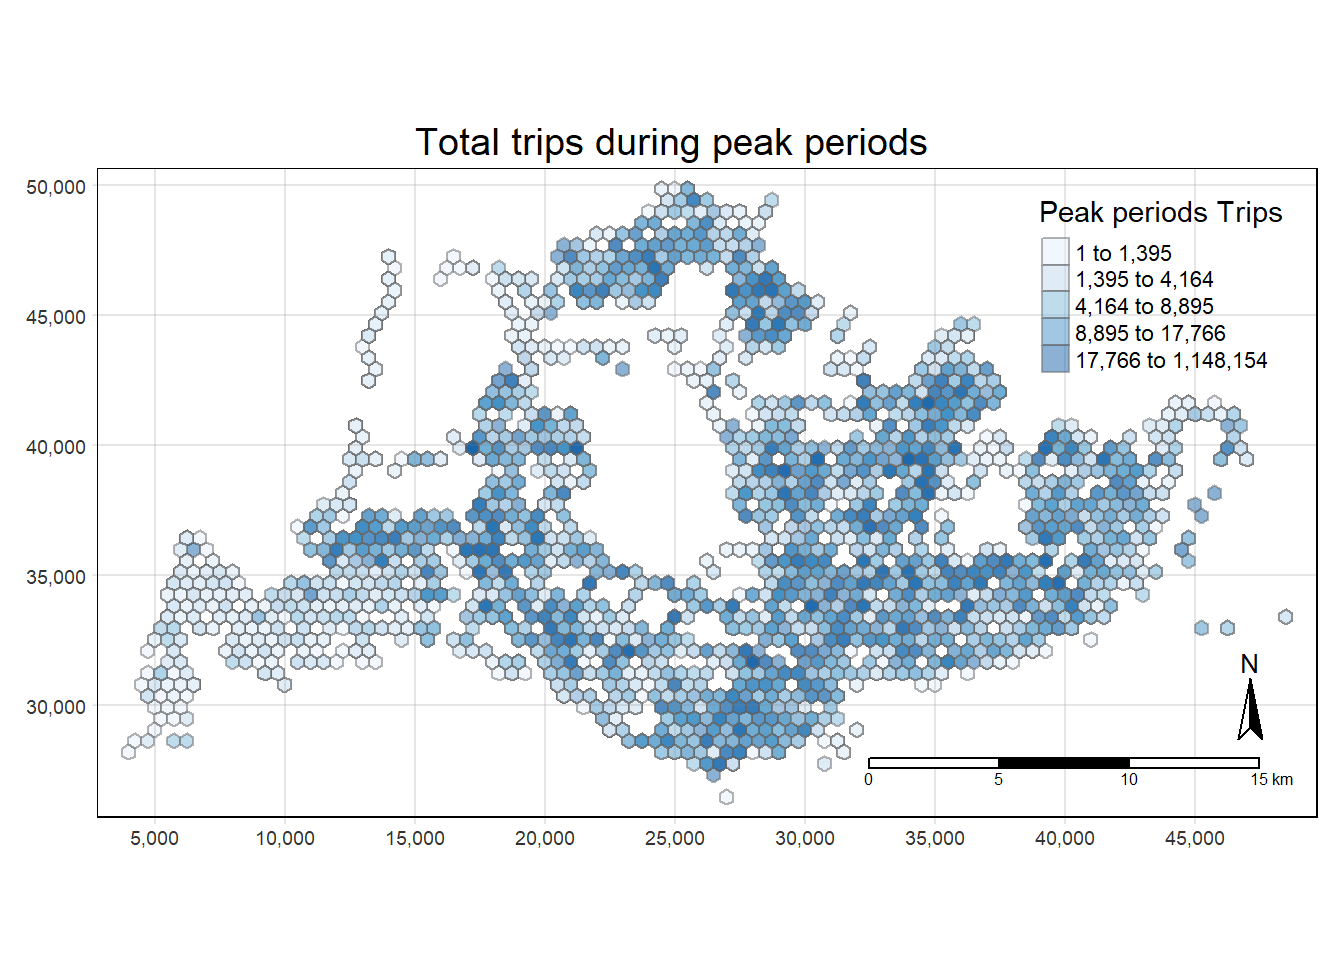 Total trips during peak periods
50,000
45,000
40,000
35,000
30,000
Peak periods Trips
1 to 1,395
1,395 to 4,164
4,164 to 8,895
8,895 to 17,766
17,766 to 1,148,154
N
0 5 10 15 km
5,000 10,000 15,000 20,000 25,000 30,000 35,000 40,000 45,000